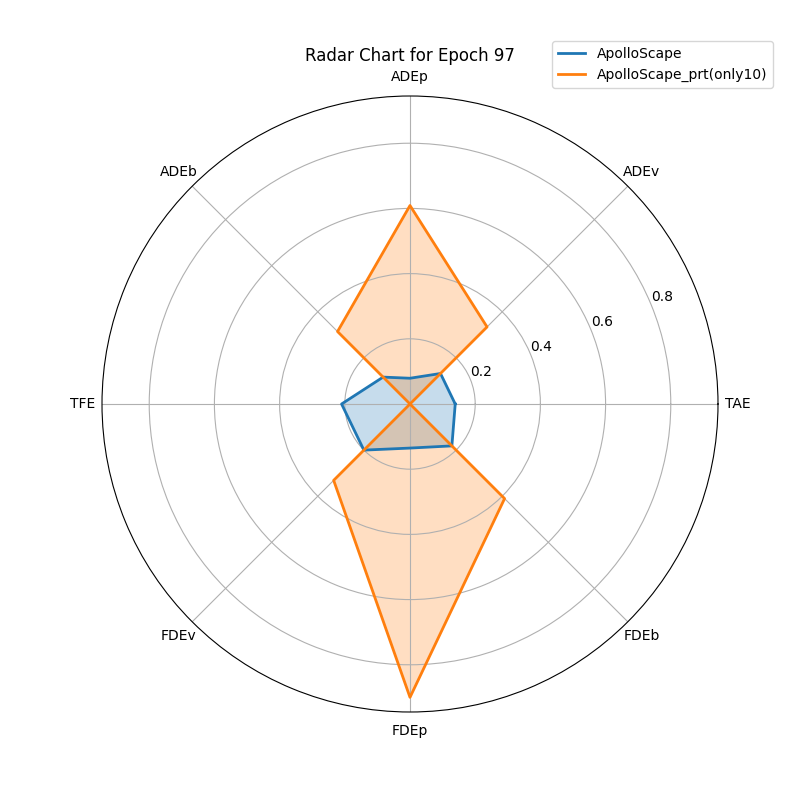 Radar Chart for Epoch 97
ApolloScape
ApolloScape_prt(only10)
ADEp
ADEb
ADEv
0.8
0.6
0.4
0.2
TFE
TAE
FDEv
FDEb
FDEp